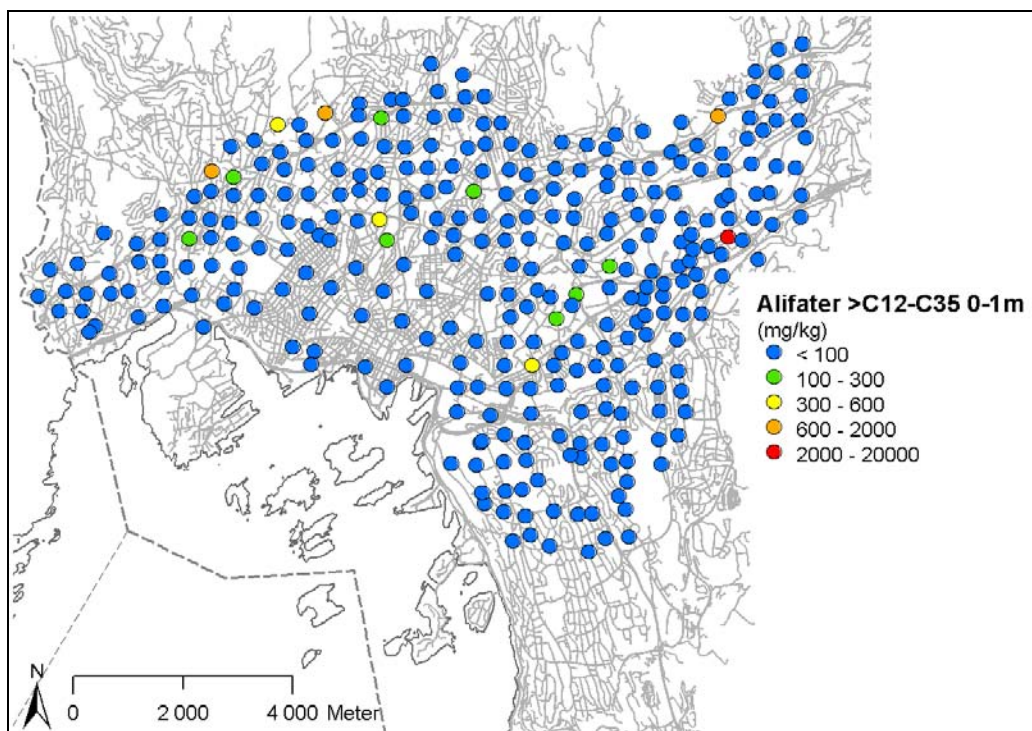 Alifater >C12-C35 0-1m
(mg/kg)
< 100
100 - 300
300 - 600
600 - 2000
2000 - 20000
N
0 2 000 4 000 Meter